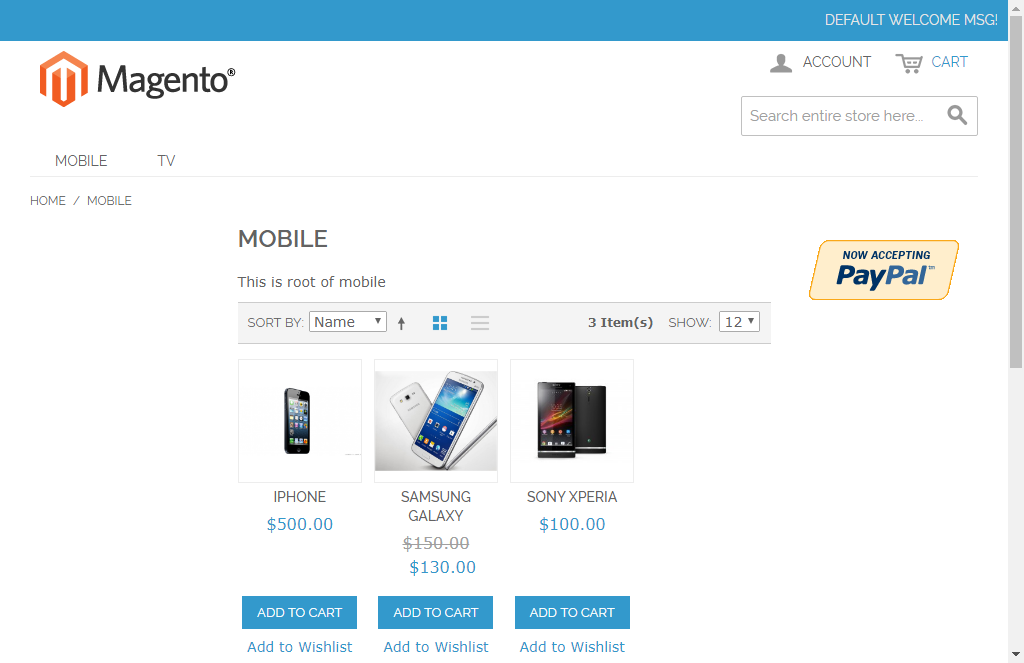 DEFAULT WELCOME MSG!
Magento®
ACCOUNT
CART
Search entire store here...
MOBILE TV
HOME / MOBILE
MOBILE
NOW ACCEPTING
PayPal™
This is root of mobile
SORT BY: Name 3 Item(s) SHOW: 12
IPHONE
$500.00
SAMSUNG
GALAXY
$150.00
$130.00
SONY XPERIA
$100.00
ADD TO CART ADD TO CART ADD TO CART
Add to Wishlist Add to Wishlist Add to Wishlist